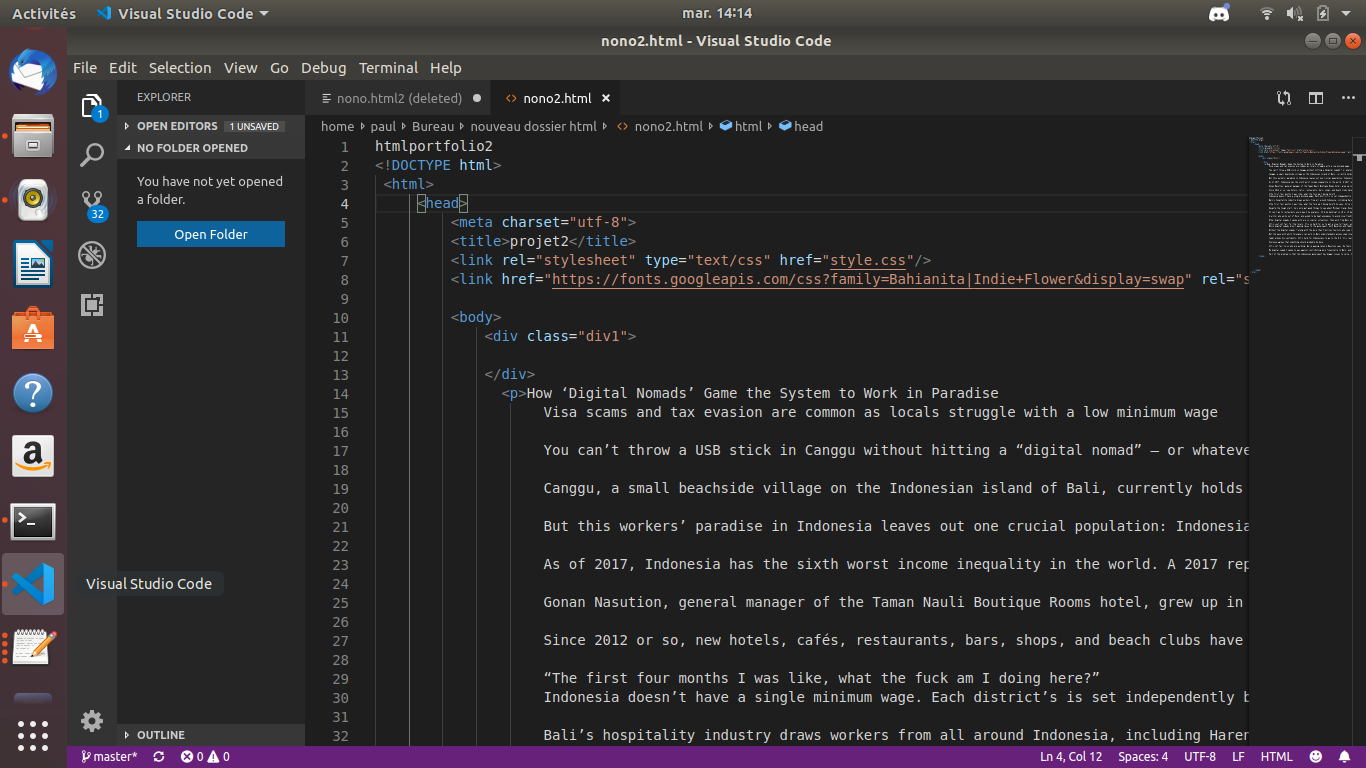 Activités Visual Studio Code mar. 14:14
nono2.html - Visual Studio Code
File Edit Selection View Go Debug Terminal Help
EXPLORER
OPEN EDITORS 1 UNSAVED
NO FOLDER OPENED
You have not yet opened
a folder.
Open Folder
OUTLINE
1
32
Visual Studio Code
nono.html2 (deleted) nono2.html
home paul Bureau nouveau dossier html nono2.html html head
1 htmlportfolio2
2 <!DOCTYPE html>
3 <html>
4 <head>
5 <meta charset="utf-8">
6 <title>projet2</title>
7 <link rel="stylesheet" type="text/css" href="style.css"/>
8 <link href="https://fonts.googleapis.com/css?family=Bahianita|Indie+Flower&display=swap" rel="s
9
10 <body>
11 <div class="div1">
12
13 </div>
14 <p>How ‘Digital Nomads’ Game the System to Work in Paradise
15 Visa scams and tax evasion are common as locals struggle with a low minimum wage
16
17 You can’t throw a USB stick in Canggu without hitting a “digital nomad” — or whateve
18
19 Canggu, a small beachside village on the Indonesian island of Bali, currently holds
20
21 But this workers’ paradise in Indonesia leaves out one crucial population: Indonesia
22
23 As of 2017, Indonesia has the sixth worst income inequality in the world. A 2017 rep
24
25 Gonan Nasution, general manager of the Taman Nauli Boutique Rooms hotel, grew up in
26
27 Since 2012 or so, new hotels, cafés, restaurants, bars, shops, and beach clubs have
28
29 “The first four months I was like, what the fuck am I doing here?”
30 Indonesia doesn’t have a single minimum wage. Each district’s is set independently b
31
32 Bali’s hospitality industry draws workers from all around Indonesia, including Haren
master* 0 0 Ln 4, Col 12 Spaces: 4 UTF-8 LF HTML